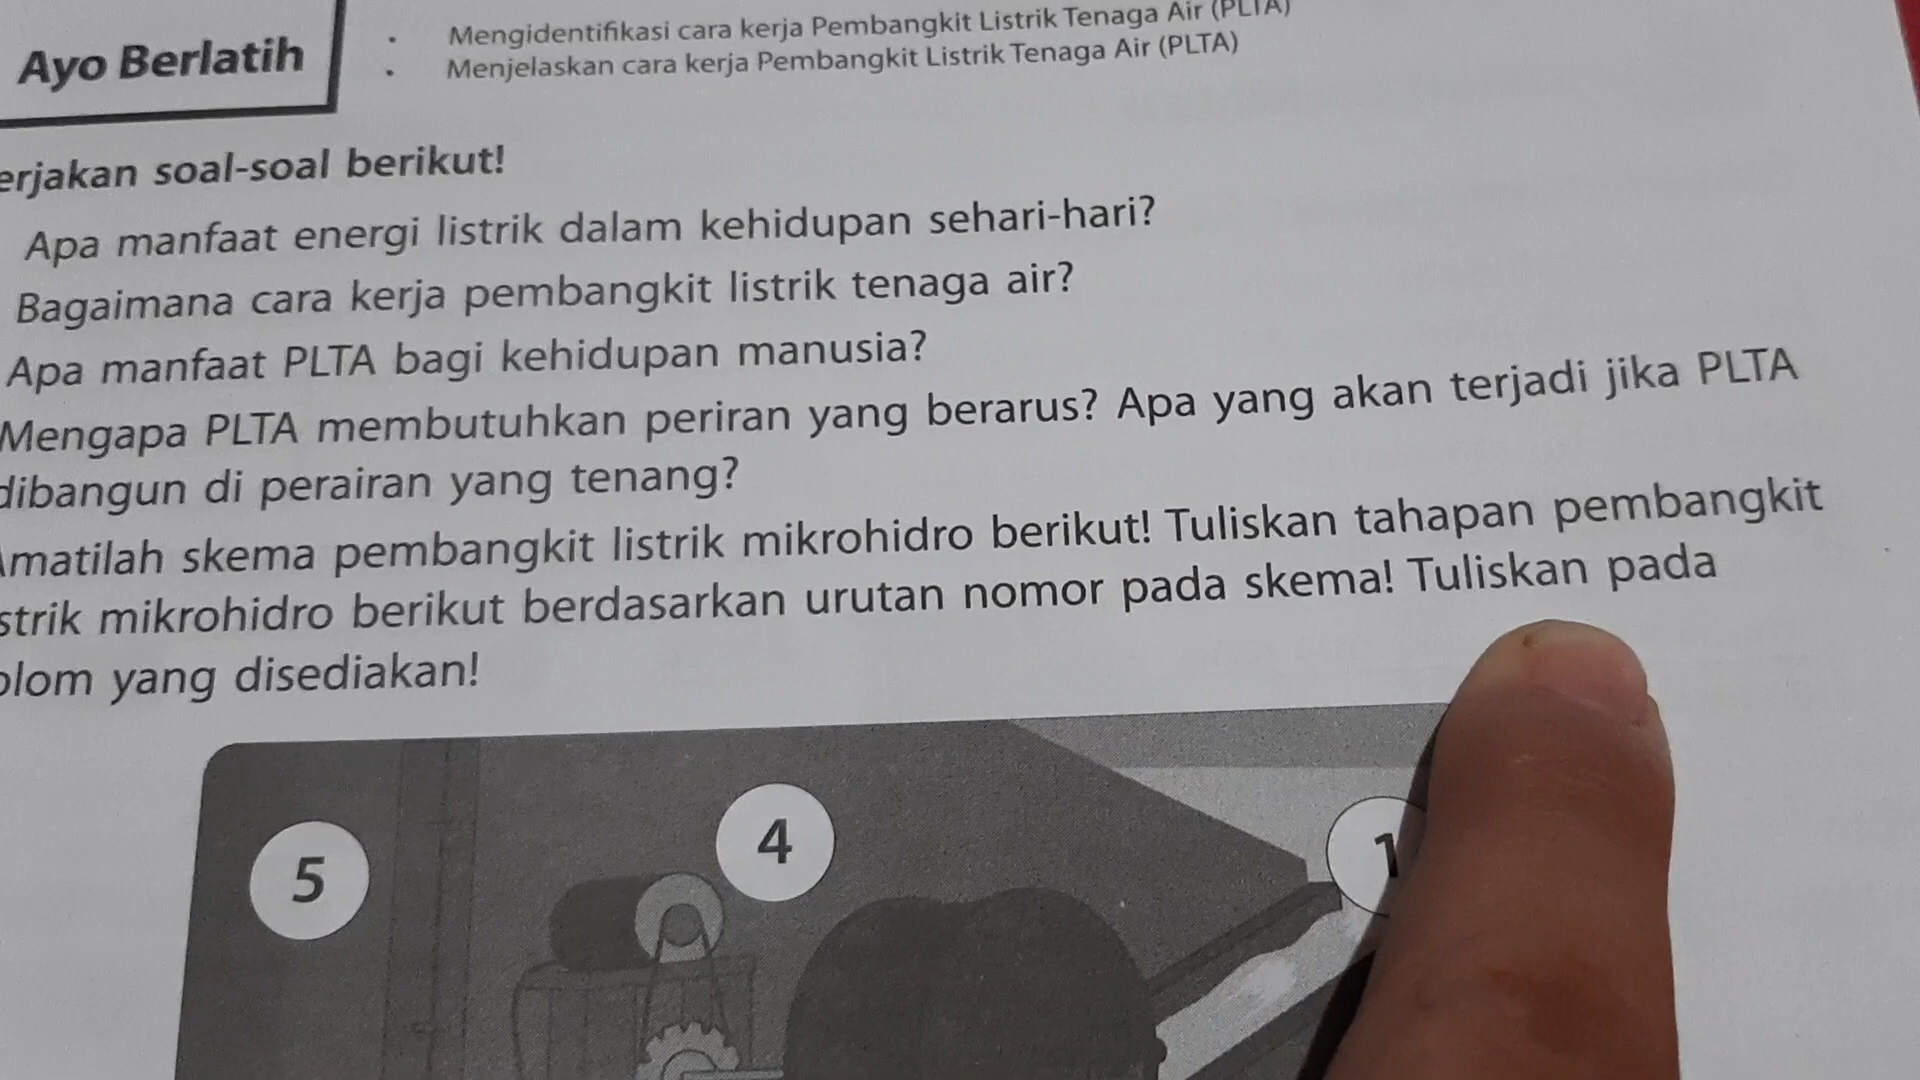 Ayo Berlatih
• Mengidentifikasi cara kerja Pembangkit Listrik Tenaga Air (PLTA)
• Menjelaskan cara kerja Pembangkit Listrik Tenaga Air (PLTA)
erjakan soal-soal berikut!
Apa manfaat energi listrik dalam kehidupan sehari-hari?
Bagaimana cara kerja pembangkit listrik tenaga air?
Apa manfaat PLTA bagi kehidupan manusia?
Mengapa PLTA membutuhkan periran yang berarus? Apa yang akan terjadi jika PLTA
dibangun di perairan yang tenang?
Amatilah skema pembangkit listrik mikrohidro berikut! Tuliskan tahapan pembangkit
strik mikrohidro berikut berdasarkan urutan nomor pada skema! Tuliskan pada
olom yang disediakan!
5
4
1